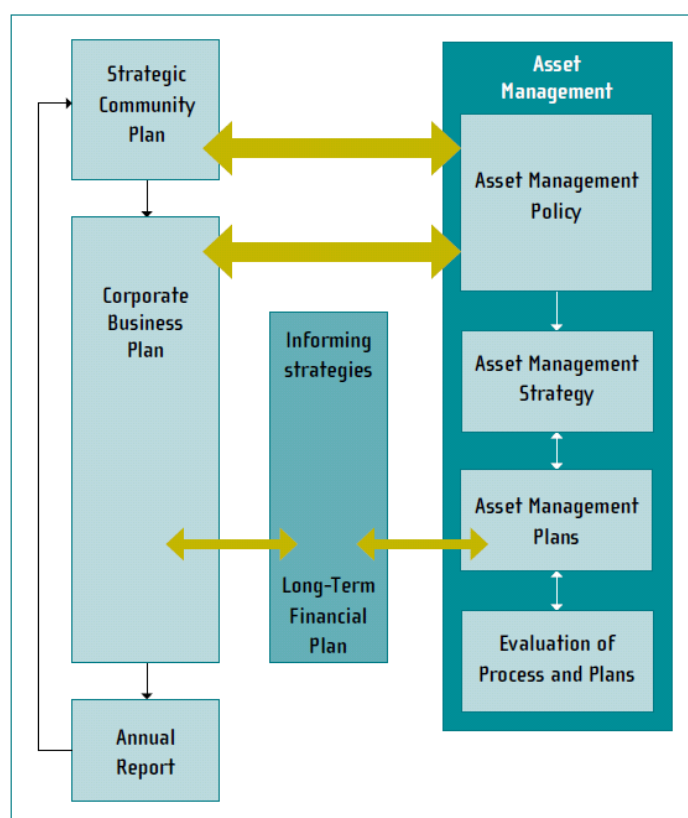 Strategic
Community
Plan
Corporate
Business
Plan
Annual
Report
Informing
strategies
Long-Term
Financial
Plan
Asset
Management
Asset Management
Policy
Asset Management
Strategy
Asset Management
Plans
Evaluation of
Process and Plans